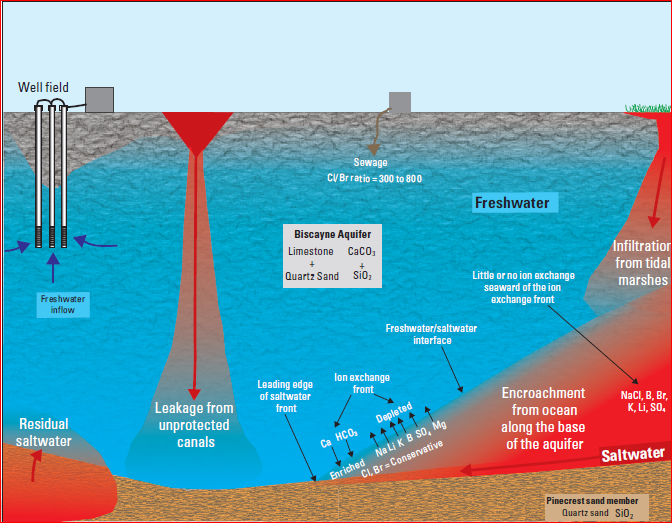 Well field
Sewage
Cl/Br ratio = 300 to 800
Freshwater
Biscayne Aquifer
Limestone CaCO₃
+ +
Quartz Sand SiO₂
Infiltration
from tidal
marshes
Little or no ion exchange
seaward of the ion
exchange front
Freshwater
inflow
Freshwater/saltwater
interface
Leading edge
of saltwater
front
Ion exchange
front
Leakage from
unprotected
canals
Residual
saltwater
Depleted
Ca HCO₃
Na Li K B SO₄ Mg
Enriched
Cl, Br = Conservative
Encroachment
from ocean
along the base
of the aquifer
NaCl, B, Br,
K, Li, SO₄
Saltwater
Pinecrest sand member
Quartz sand SiO₂